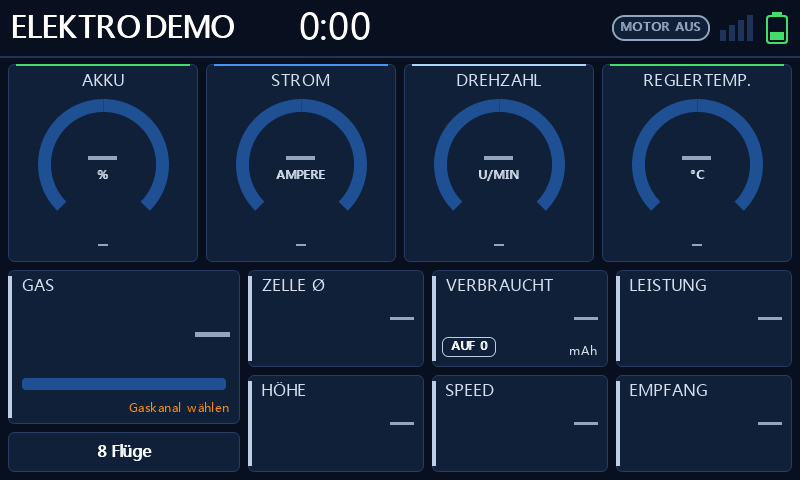 ELEKTRO DEMO 0:00 MOTOR AUS
AKKU STROM DREHZAHL REGLERTEMP.
— — — —
% AMPERE U/MIN °C
– – – –
GAS ZELLE Ø VERBRAUCHT LEISTUNG
— — — —
AUF 0 mAh
HÖHE SPEED EMPFANG
— — —
Gaskanal wählen
8 Flüge